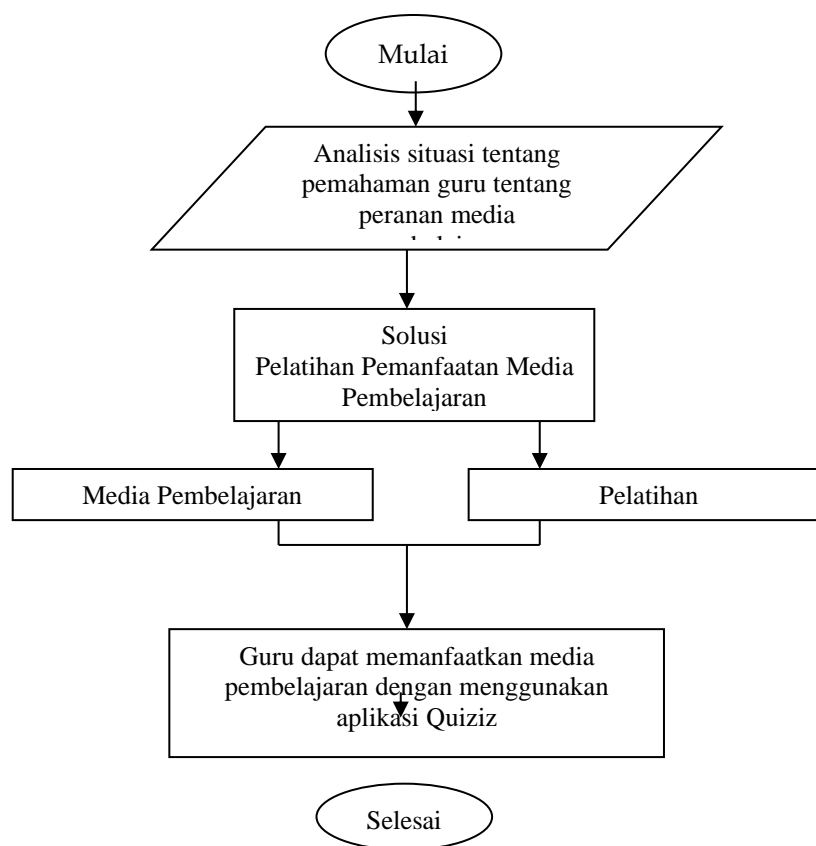 Mulai
Analisis situasi tentang
pemahaman guru tentang
peranan media
Solusi
Pelatihan Pemanfaatan Media
Pembelajaran
Media Pembelajaran
Pelatihan
Guru dapat memanfaatkan media
pembelajaran dengan menggunakan
aplikasi Quiziz
Selesai